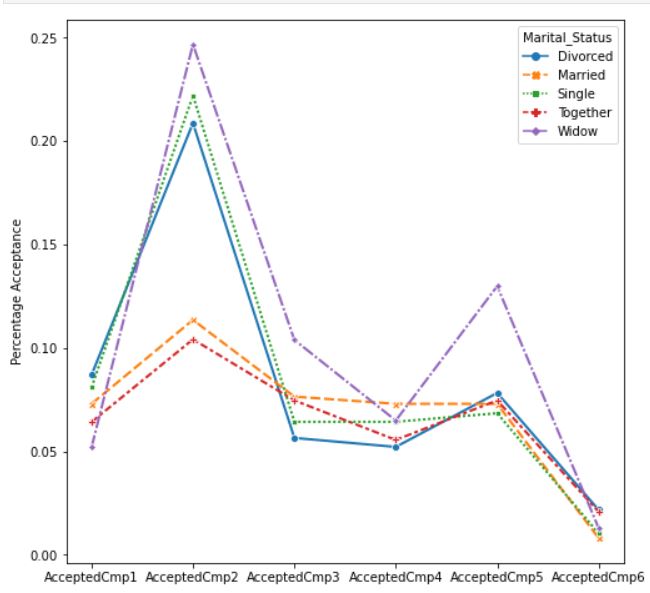 Marital_Status
Divorced
Married
Single
Together
Widow
Percentage Acceptance
0.25
0.20
0.15
0.10
0.05
0.00
AcceptedCmp1 AcceptedCmp2 AcceptedCmp3 AcceptedCmp4 AcceptedCmp5 AcceptedCmp6